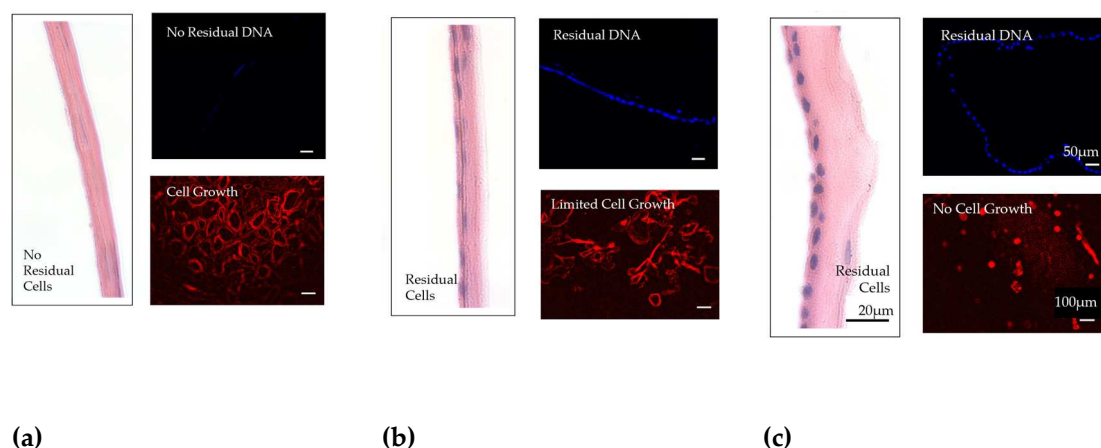 No Residual DNA
Cell Growth
No
Residual
Cells
Residual DNA
Limited Cell Growth
Residual
Cells
Residual DNA
50μm
No Cell Growth
100μm
Residual
Cells
20μm
(a)
(b)
(c)